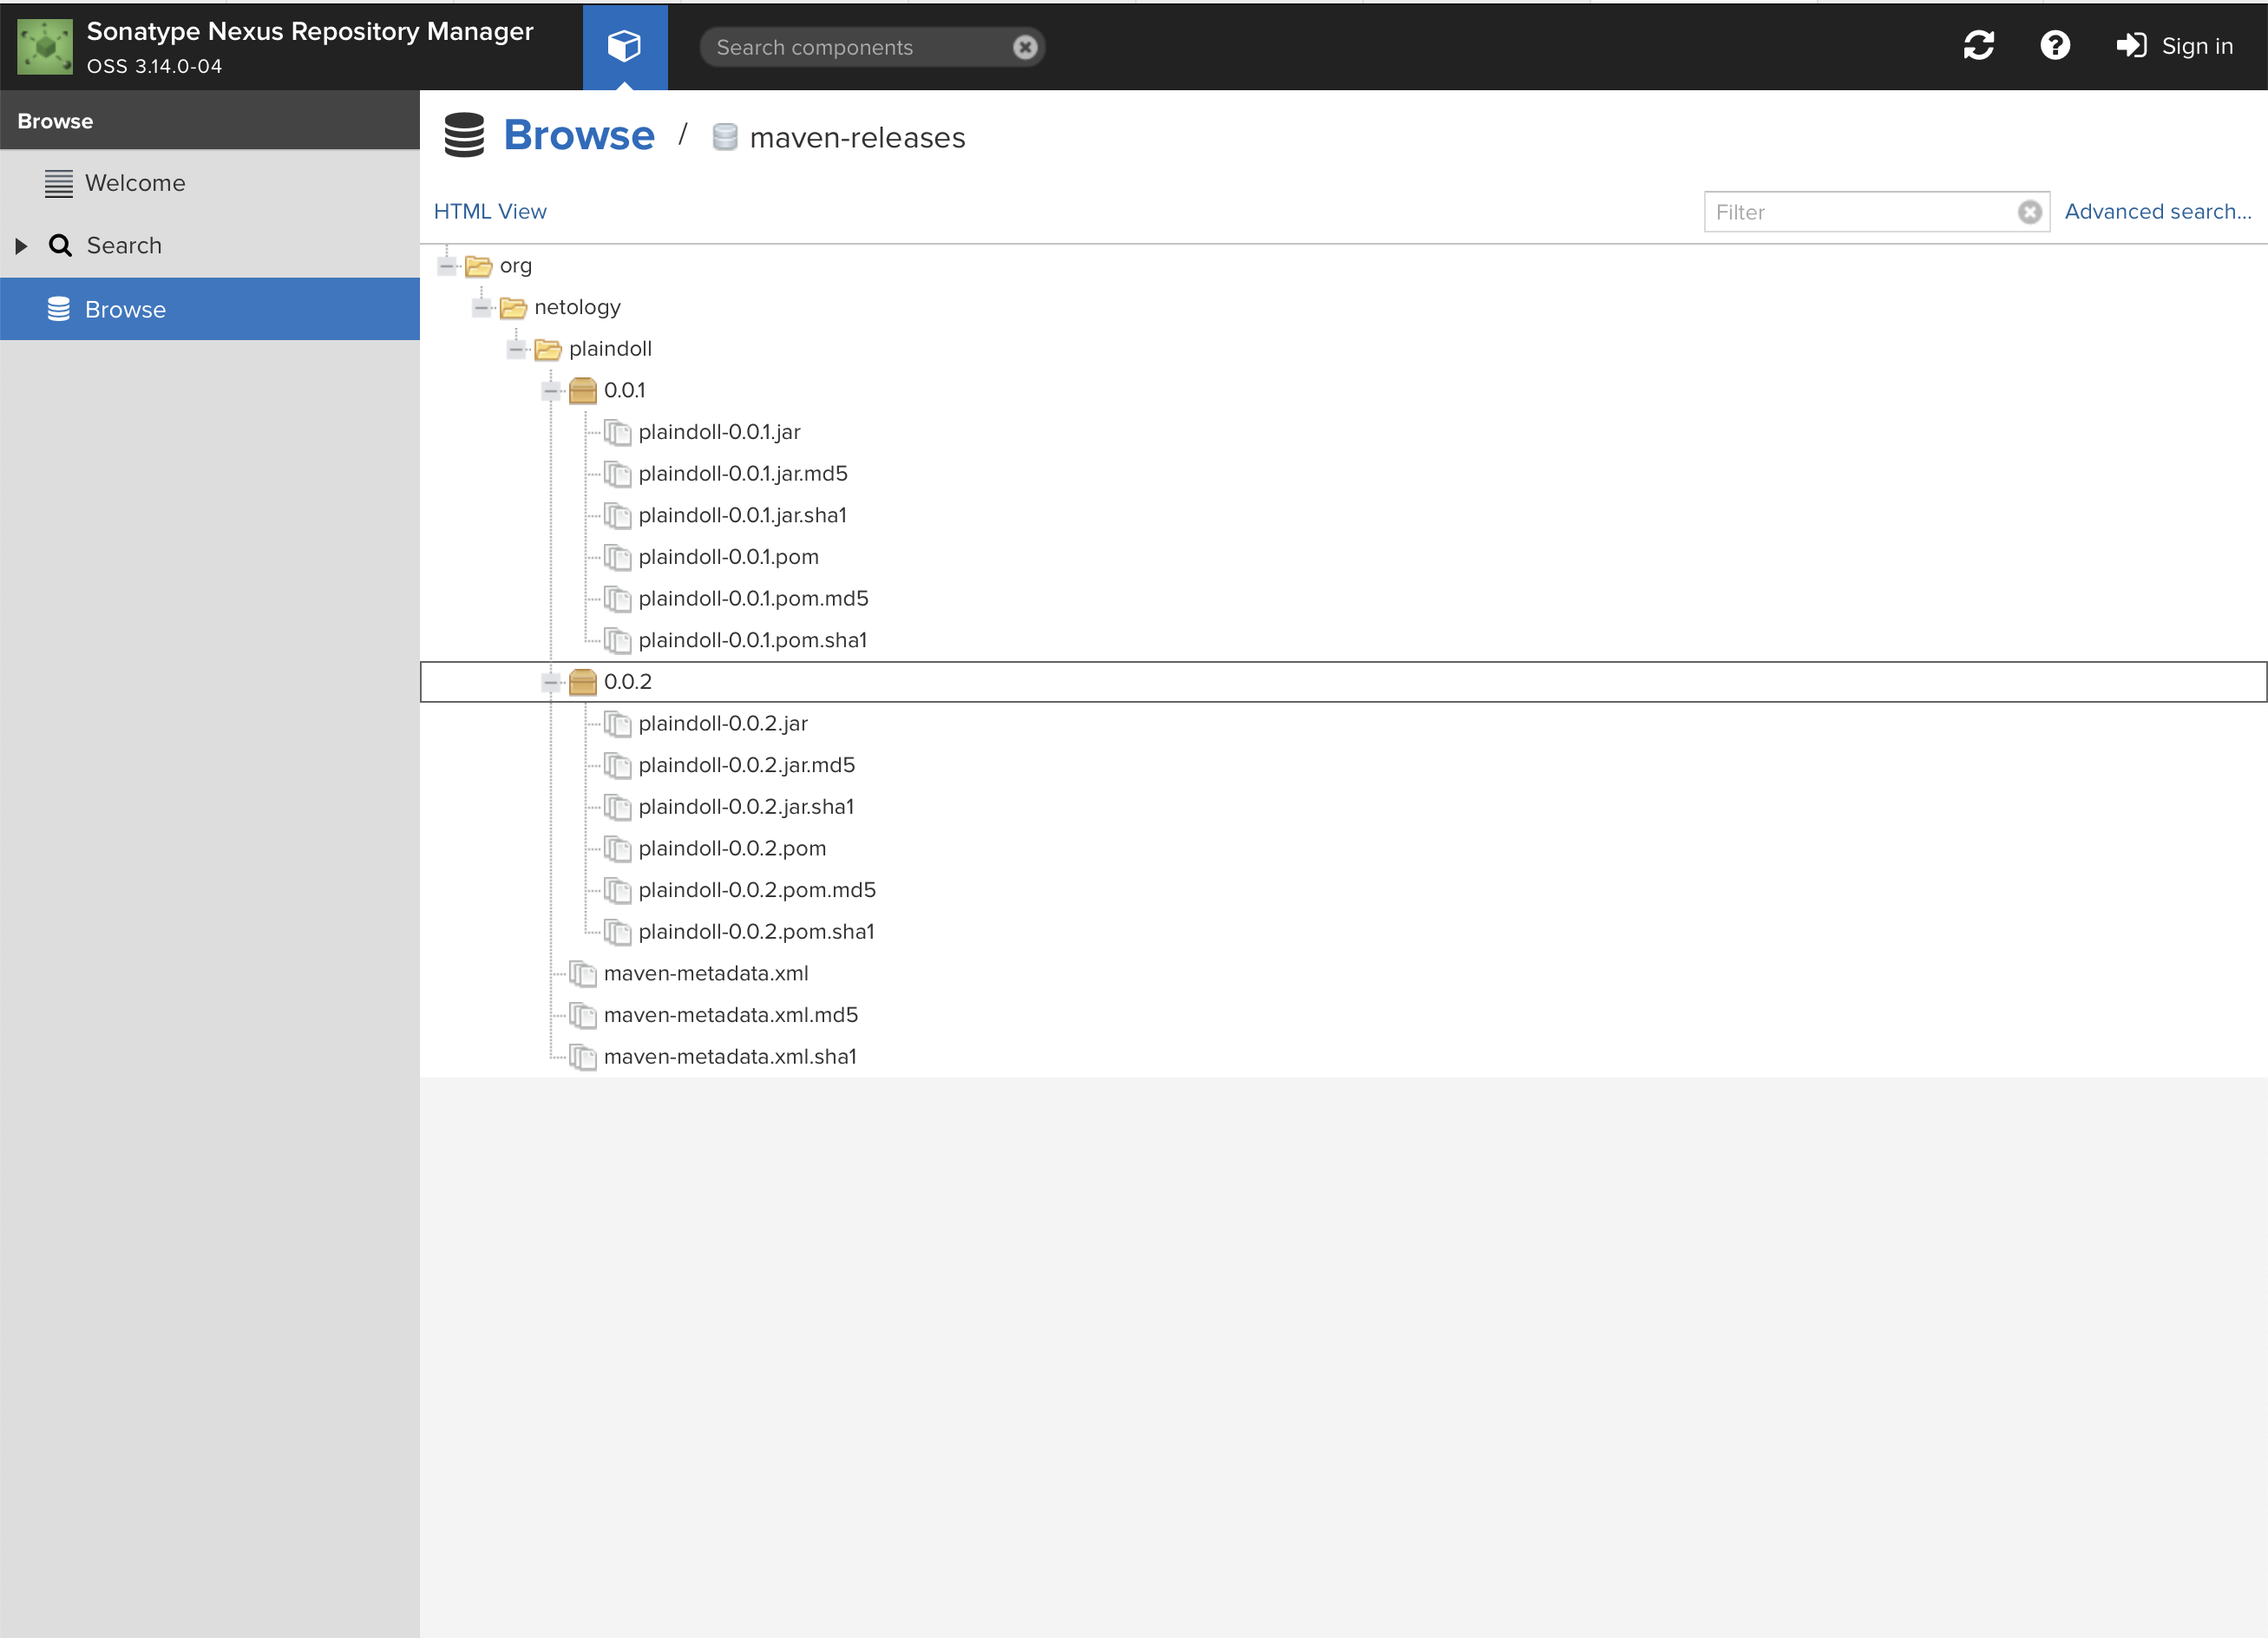 Sonatype Nexus Repository Manager
OSS 3.14.0-04
Search components
Sign in
Browse
Welcome
Search
Browse
Browse / maven-releases
HTML View
Filter
Advanced search...
org
netology
plaindoll
0.0.1
plaindoll-0.0.1.jar
plaindoll-0.0.1.jar.md5
plaindoll-0.0.1.jar.sha1
plaindoll-0.0.1.pom
plaindoll-0.0.1.pom.md5
plaindoll-0.0.1.pom.sha1
0.0.2
plaindoll-0.0.2.jar
plaindoll-0.0.2.jar.md5
plaindoll-0.0.2.jar.sha1
plaindoll-0.0.2.pom
plaindoll-0.0.2.pom.md5
plaindoll-0.0.2.pom.sha1
maven-metadata.xml
maven-metadata.xml.md5
maven-metadata.xml.sha1